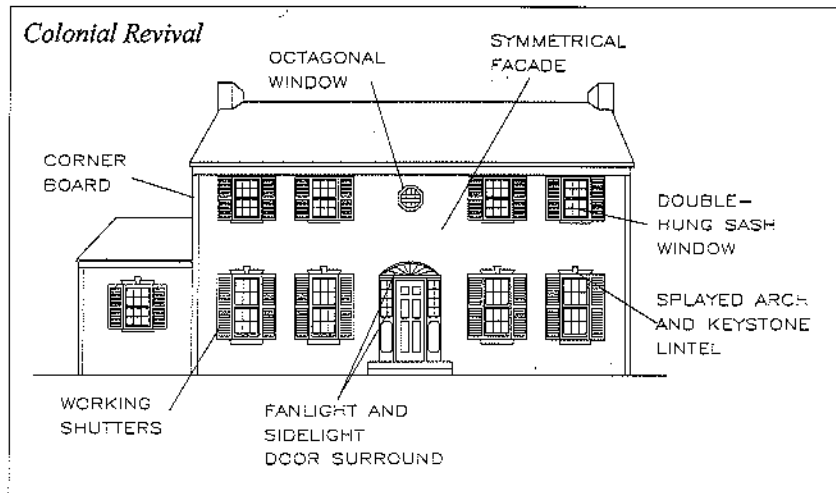 Colonial Revival
OCTAGONAL
WINDOW
SYMMETRICAL
FACADE
CORNER
BOARD
DOUBLE-
HUNG SASH
WINDOW
SPLAYED ARCH
AND KEYSTONE
LINTEL
WORKING
SHUTTERS
FANLIGHT AND
SIDELIGHT
DOOR SURROUND